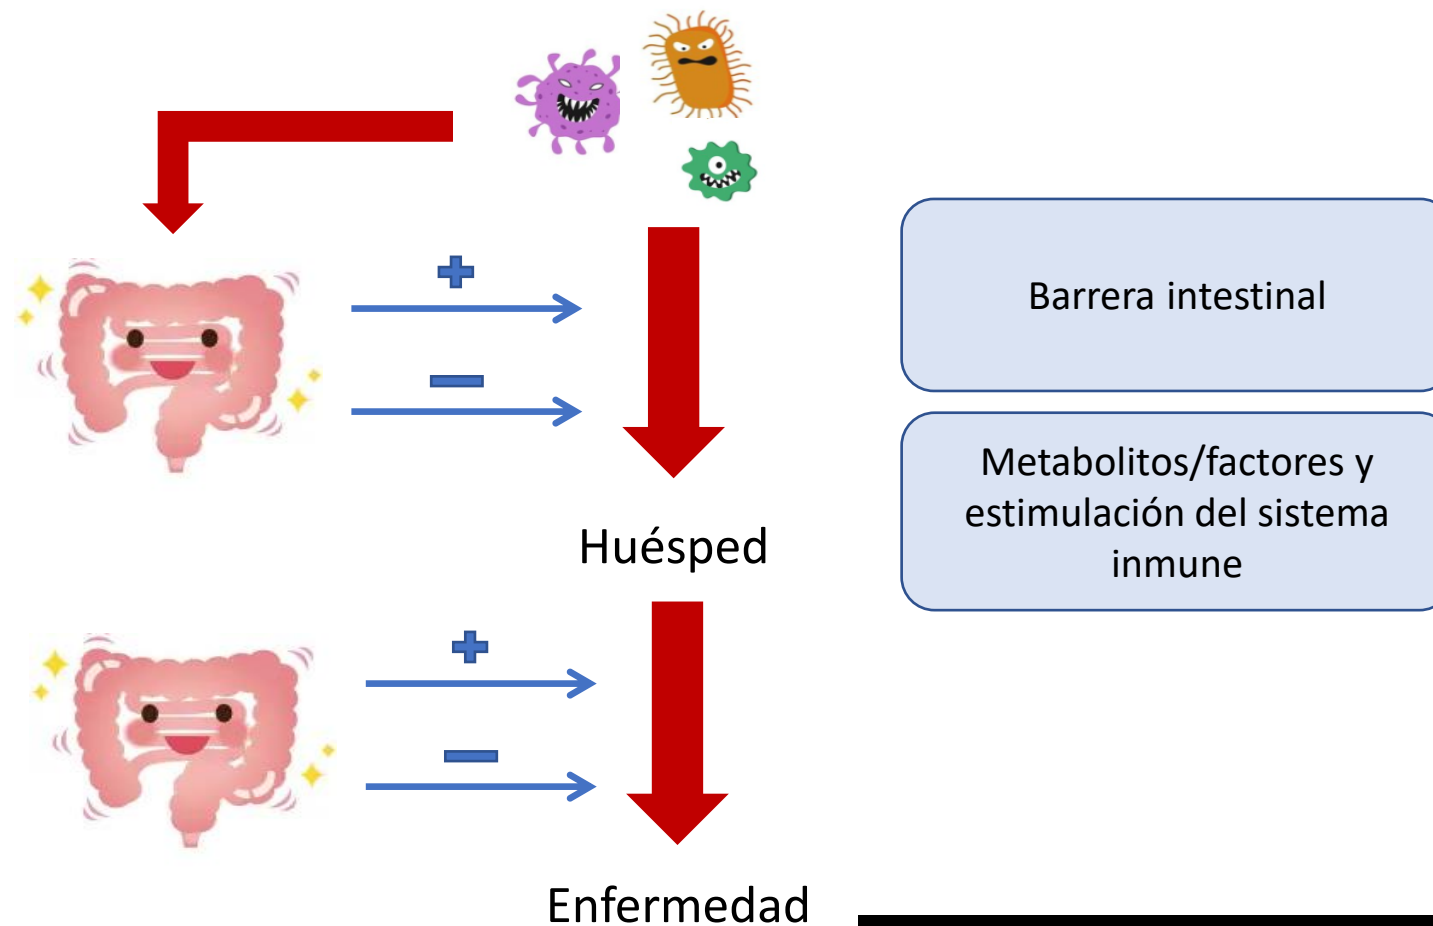 Barrera intestinal
Metabolitos/factores y
estimulación del sistema
inmune
Huésped
Enfermedad